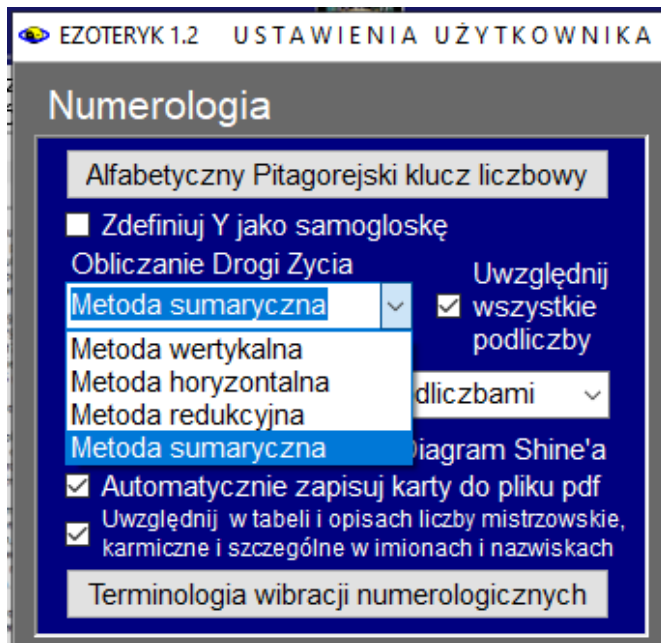 EZOTERYK 1.2 USTAWIENIA UŻYTKOWNIKA
Numerologia
Alfabetyczny Pitagorejski klucz liczbowy
Zdefiniuj Y jako samogloskę
Obliczanie Drogi Zycia
Uwzględnij
wszystkie
podliczby
Metoda sumaryczna
Metoda wertykalna
Metoda horyzontalna
Metoda redukcyjna
Metoda sumaryczna
dliczbami
Diagram Shine'a
Automatycznie zapisuj karty do pliku pdf
Uwzględnij w tabeli i opisach liczby mistrzowskie,
karmiczne i szczególne w imionach i nazwiskach
Terminologia wibracji numerologicznych